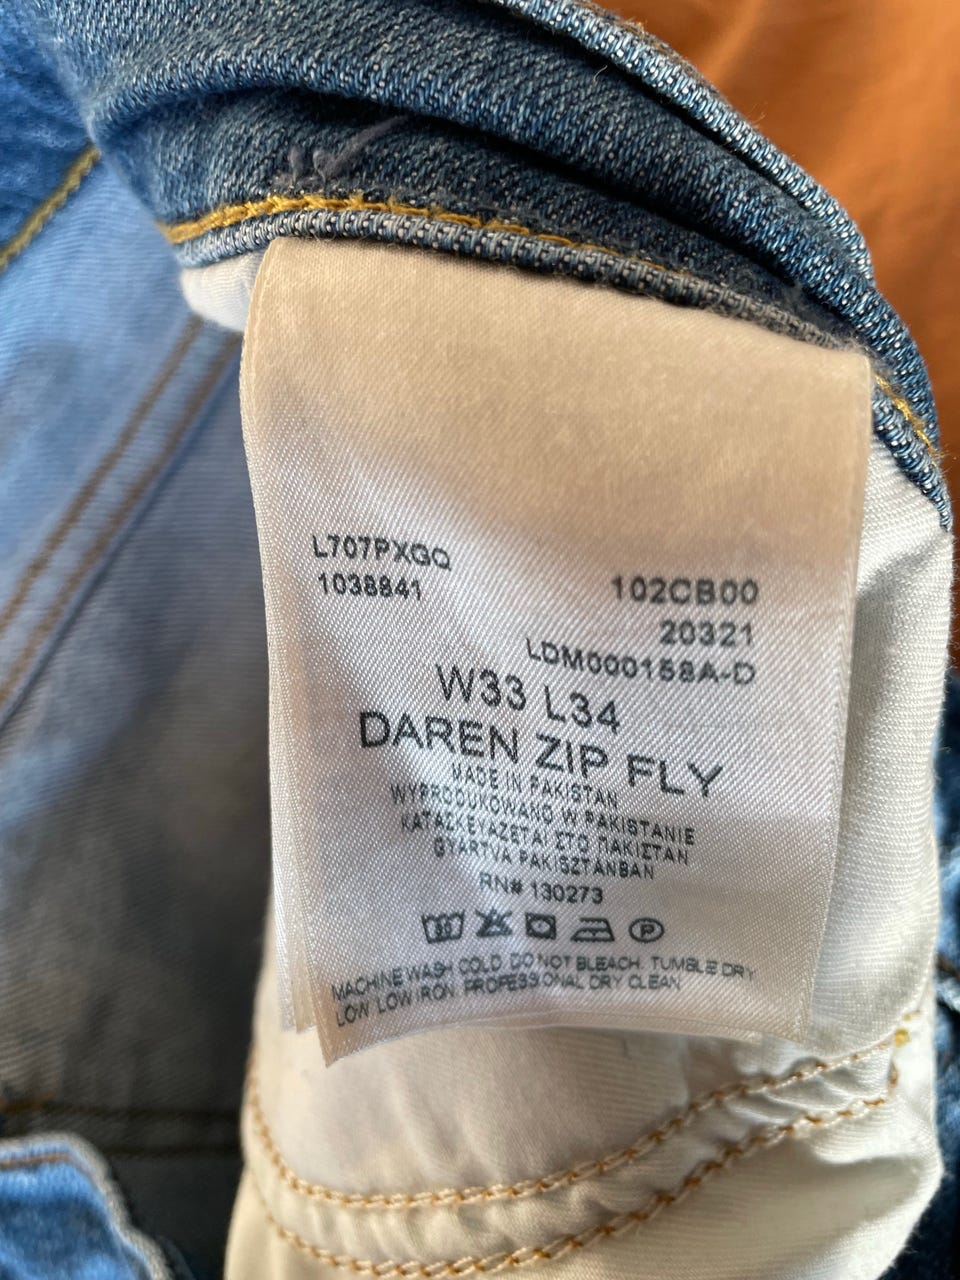 L707PXGQ
1038841
102CB00
20321
LDM000158A-D
W33 L34
DAREN ZIP FLY
MADE IN PAKISTAN
WYPRODUKOWANO W PAKISTANIE
ΚΑΤΑΣΚΕΥΑΖΕΤΑΙ ΣΤΟ ΠΑΚΙΣΤΑΝ
GYÁRTVA PAKISZTÁNBAN
RN# 130273
P
MACHINE WASH COLD. DO NOT BLEACH. TUMBLE DRY
LOW. LOW IRON. PROFESSIONAL DRY CLEAN